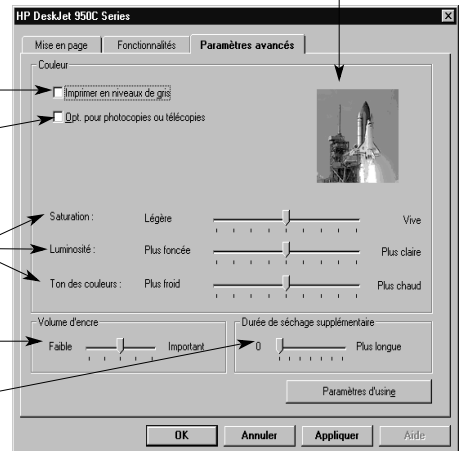 HP DeskJet 950C Series
Mise en page Fonctionnalités Paramètres avancés
Couleur
Imprimer en niveaux de gris
Opt. pour photocopies ou télécopies
Saturation : Légère Vive
Luminosité : Plus foncée Plus claire
Ton des couleurs : Plus froid Plus chaud
Volume d'encre Durée de séchage supplémentaire
Faible Important 0 Plus longue
Paramètres d'usine
OK Annuler Appliquer Aide